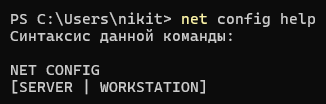 PS C:\Users\nikit> net config help
Синтаксис данной команды:
NET CONFIG
[SERVER | WORKSTATION]